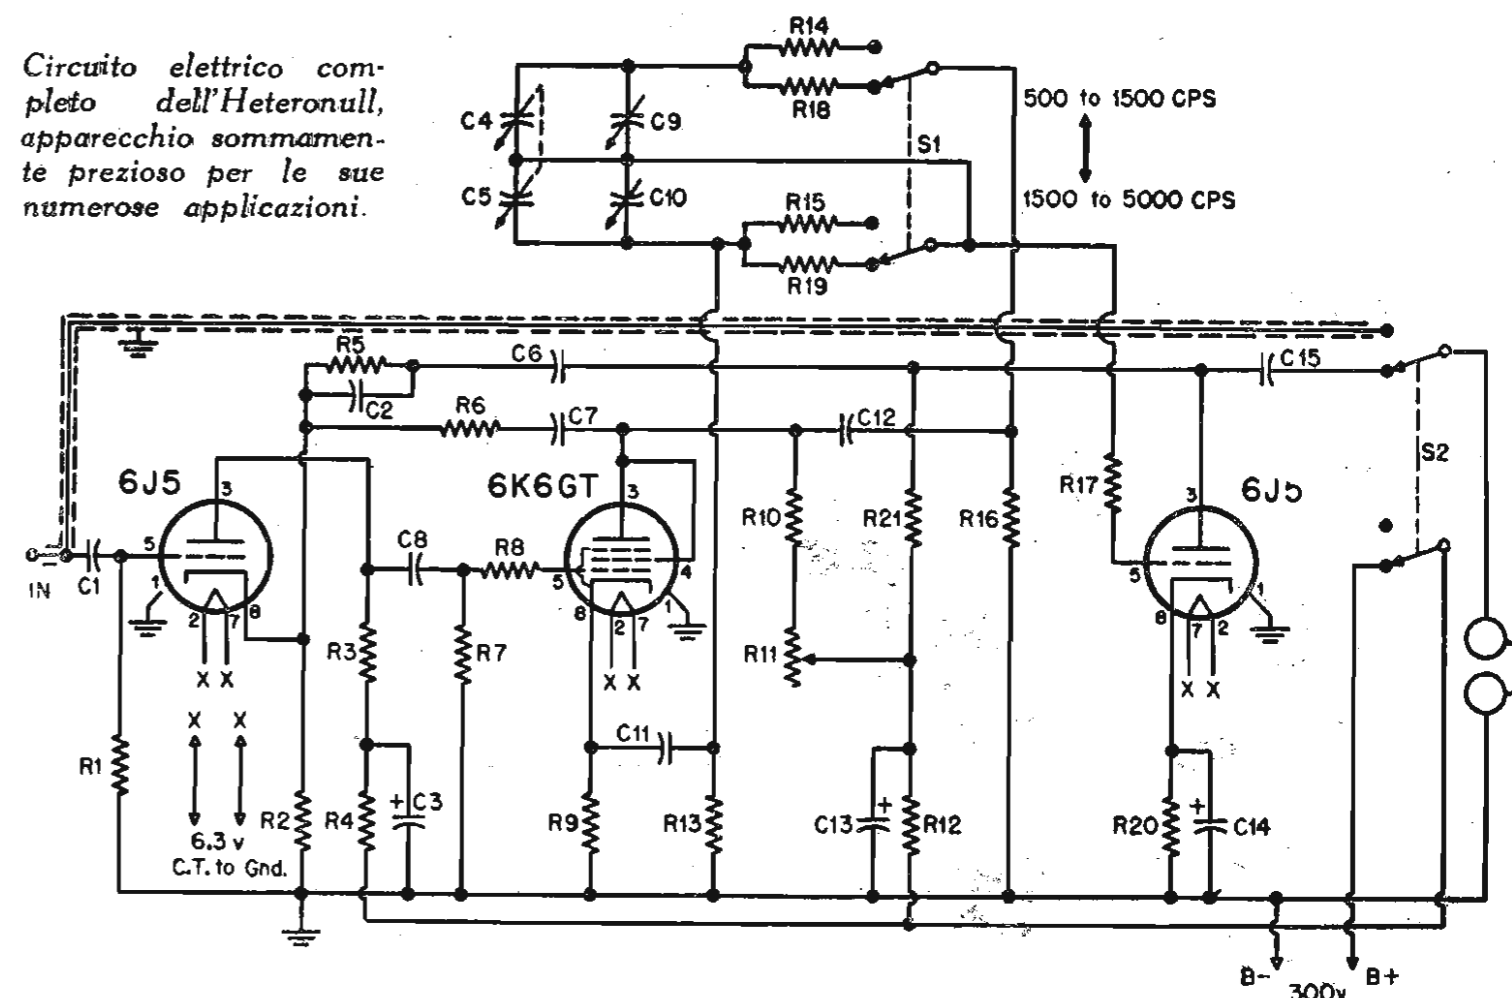 Circuito elettrico com-
pleto dell'Heteronull,
apparecchio sommamen-
te prezioso per le sue
numerose applicazioni.
R14
R18
500 to 1500 CPS
C4
C9
S1
C5
C10
R15
1500 to 5000 CPS
R19
R5
C6
C15
C2
R6
C7
C12
S2
6J5
3
6K6GT
3
R17
6J5
3
R10
R21
R16
C8
R8
IN
C1
5
1
2
7
8
5
4
8
2
7
1
5
1
8
7
2
R3
R7
R11
X X
X X
X X
X X
R1
C11
6.3 v
C.T. to Gnd.
R2
R4
+
C3
R9
R13
C13
+
R12
R20
+
C14
B-
300v
B+